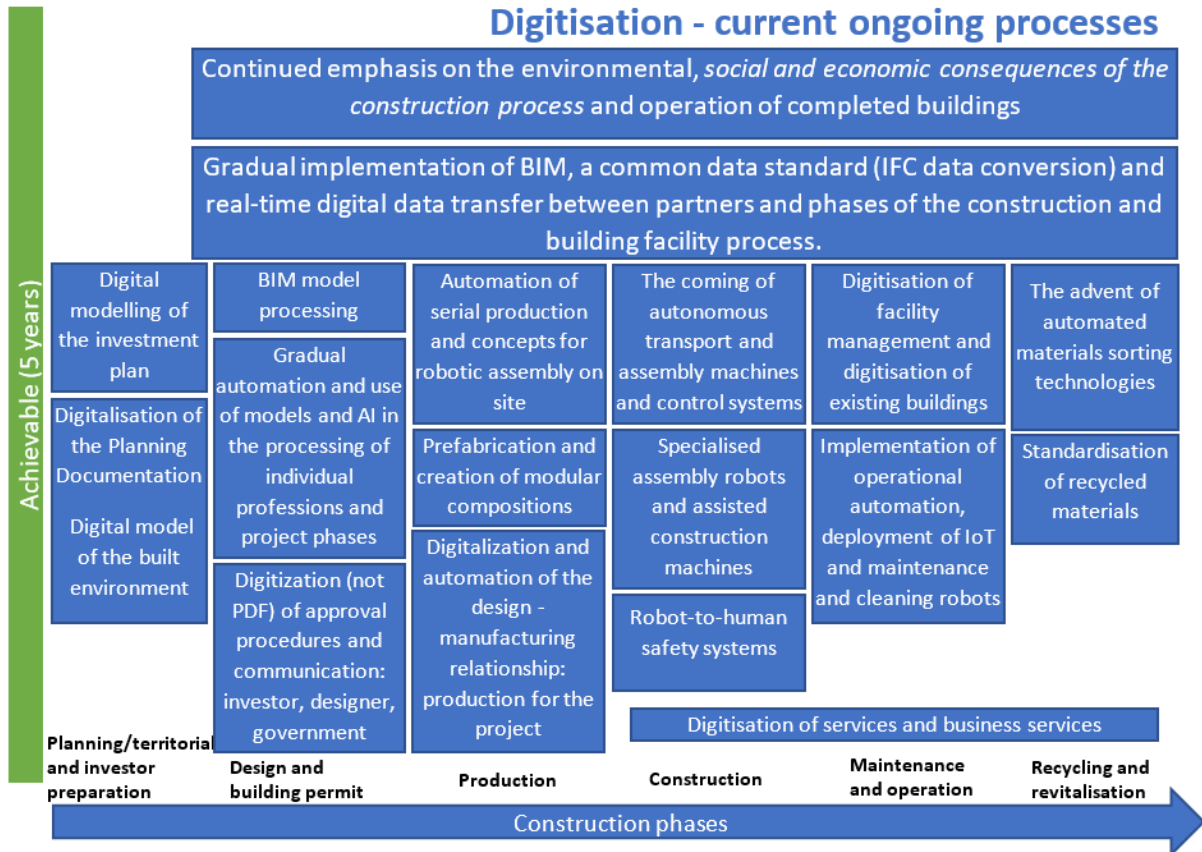 Digitisation - current ongoing processes
Continued emphasis on the environmental, social and economic consequences of the
construction process and operation of completed buildings
Gradual implementation of BIM, a common data standard (IFC data conversion) and
real-time digital data transfer between partners and phases of the construction and
building facility process.
Achievable (5 years)
Digital
modelling of
the investment
plan
Digitalisation of
the Planning
Documentation
Digital model
of the built
environment
BIM model
processing
Gradual
automation and use
of models and AI in
the processing of
individual
professions and
project phases
Digitization (not
PDF) of approval
procedures and
communication:
investor, designer,
government
Automation of
serial production
and concepts for
robotic assembly on
site
Prefabrication and
creation of modular
compositions
Digitalization and
automation of the
design -
manufacturing
relationship:
production for the
project
The coming of
autonomous
transport and
assembly machines
and control systems
Specialised
assembly robots
and assisted
construction
machines
Robot-to-human
safety systems
Digitisation of
facility
management and
digitisation of
existing buildings
Implementation of
operational
automation,
deployment of IoT
and maintenance
and cleaning robots
The advent of
automated
materials sorting
technologies
Standardisation
of recycled
materials
Digitisation of services and business services
Planning/territorial
and investor
preparation
Design and
building permit
Production
Construction
Maintenance
and operation
Recycling and
revitalisation
Construction phases